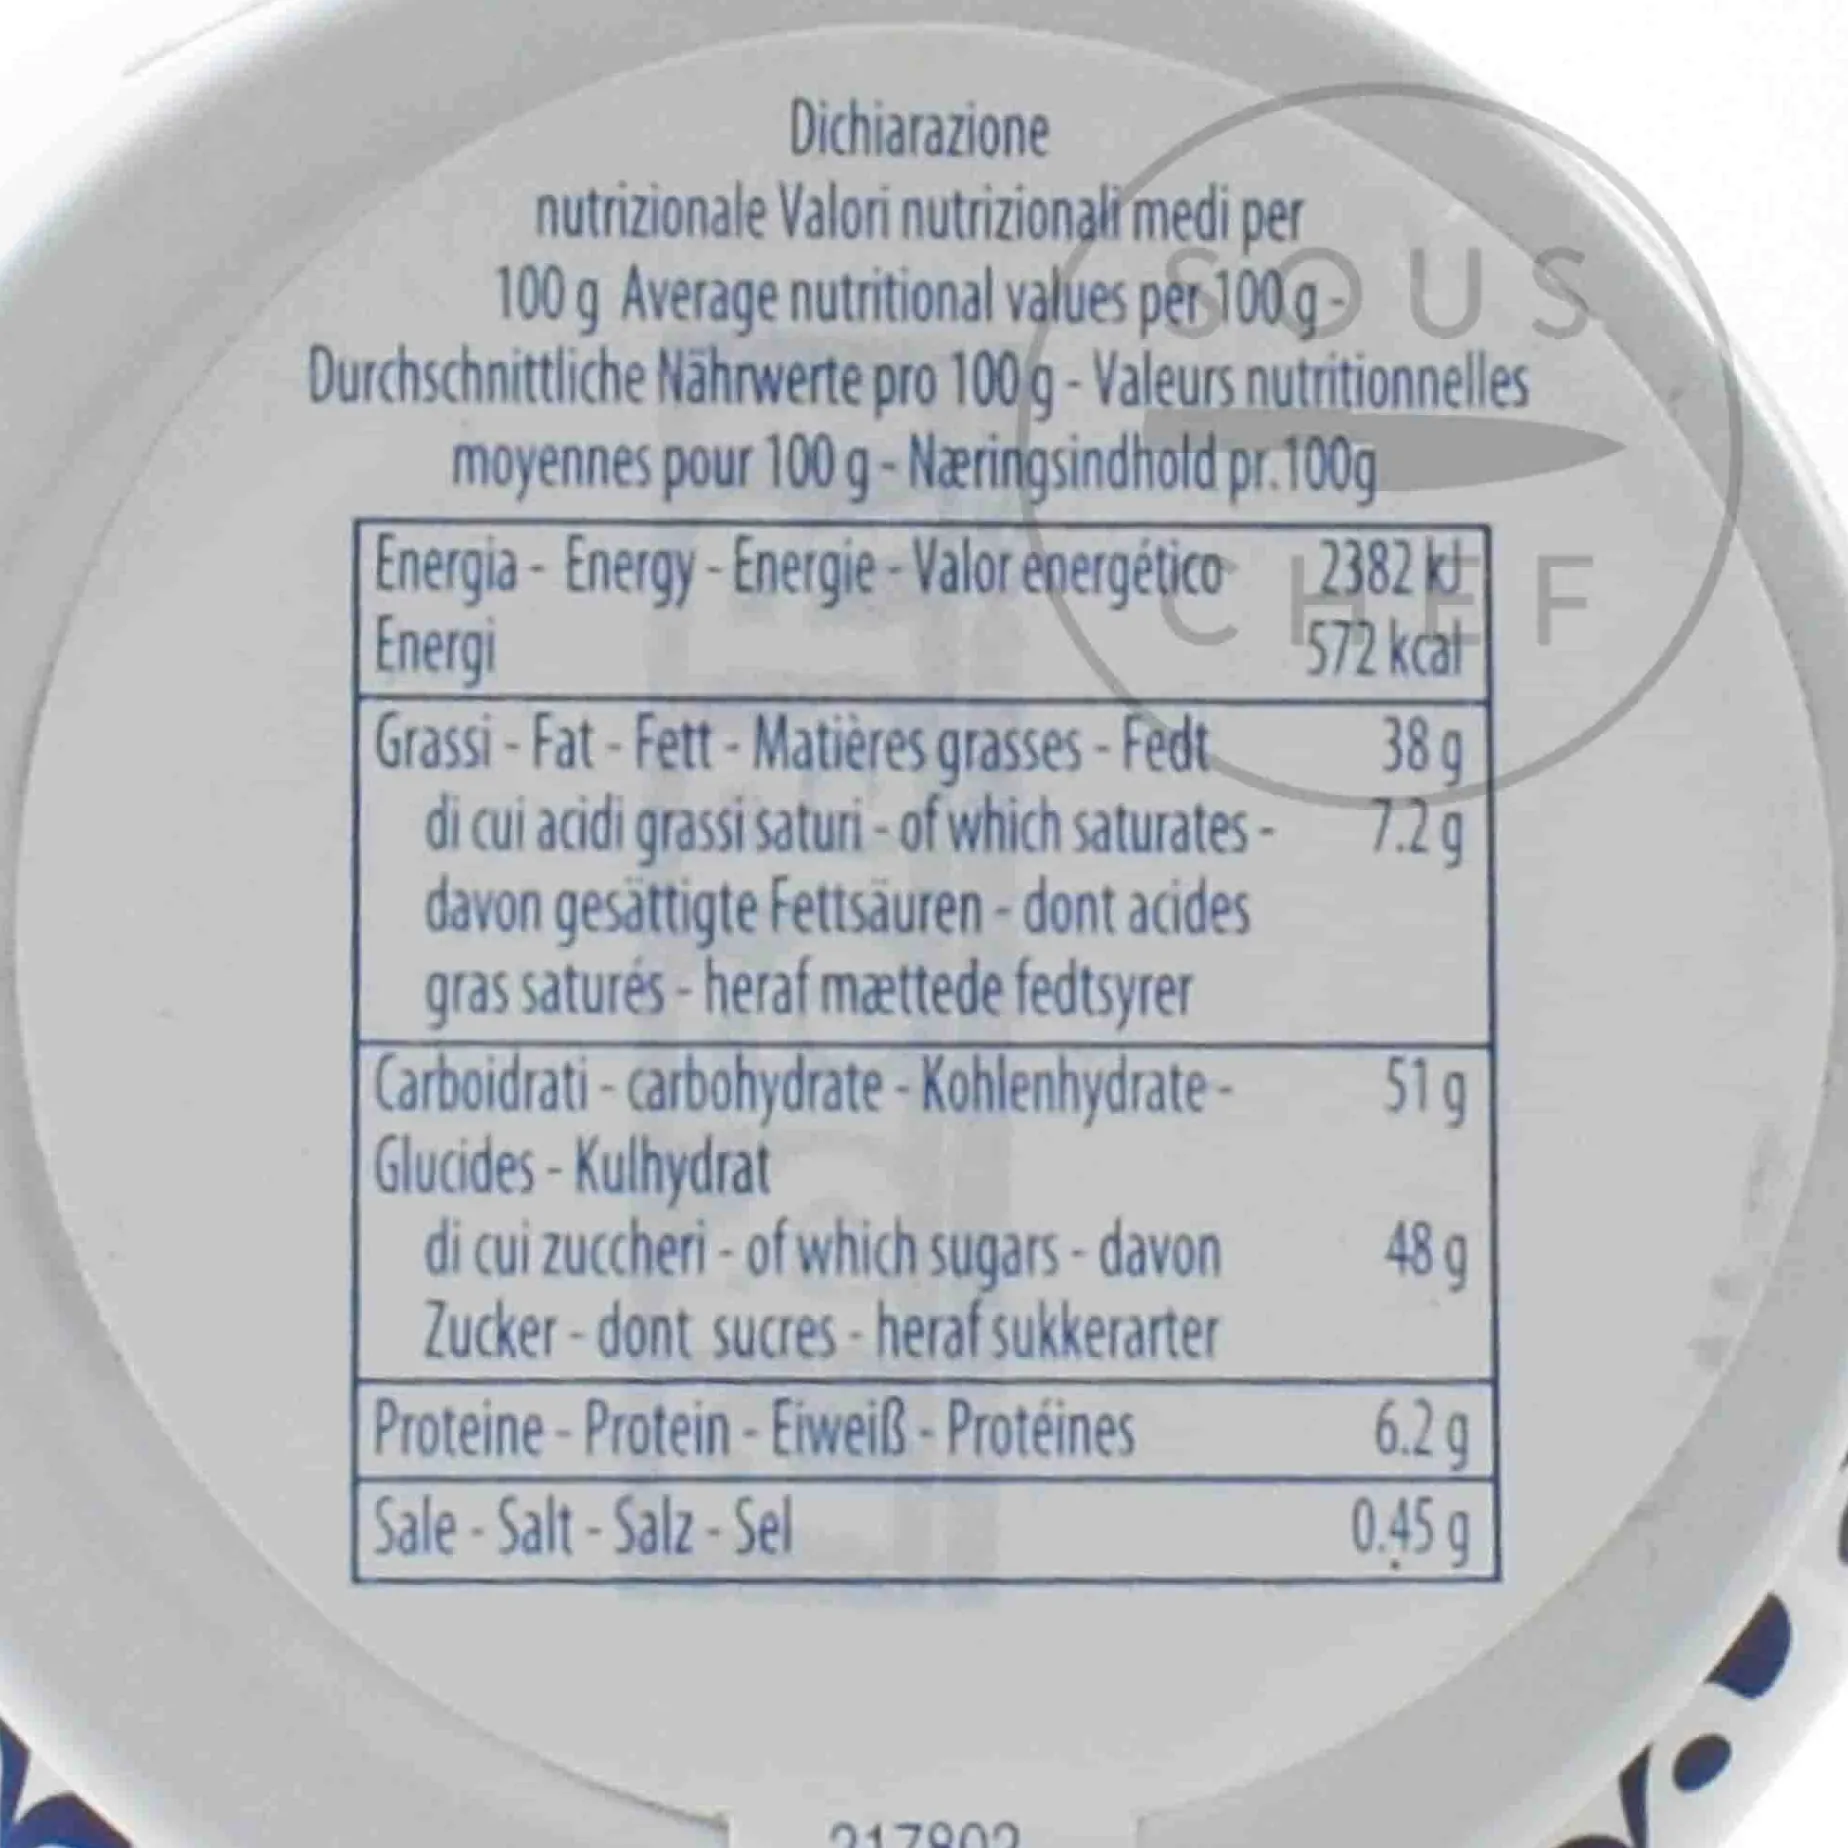 Dichiarazione
nutrizionale Valori nutrizionali medi per
100 g Average nutritional values per 100 g -
Durchschnittliche Nährwerte pro 100 g - Valeurs nutritionnelles
moyennes pour 100 g - Næringsindhold pr. 100g
SOUS
CHEF
Energia - Energy - Energie - Valor energético 2382 kJ
Energi 572 kcal
Grassi - Fat - Fett - Matières grasses - Fedt 38 g
di cui acidi grassi saturi - of which saturates - 7.2 g
davon gesättigte Fettsäuren - dont acides
gras saturés - heraf mættede fedtsyrer
Carboidrati - carbohydrate - Kohlenhydrate - 51 g
Glucides - Kulhydrat
di cui zuccheri - of which sugars - davon 48 g
Zucker - dont sucres - heraf sukkerarter
Proteine - Protein - Eiweiß - Protéines 6.2 g
Sale - Salt - Salz - Sel 0.45 g